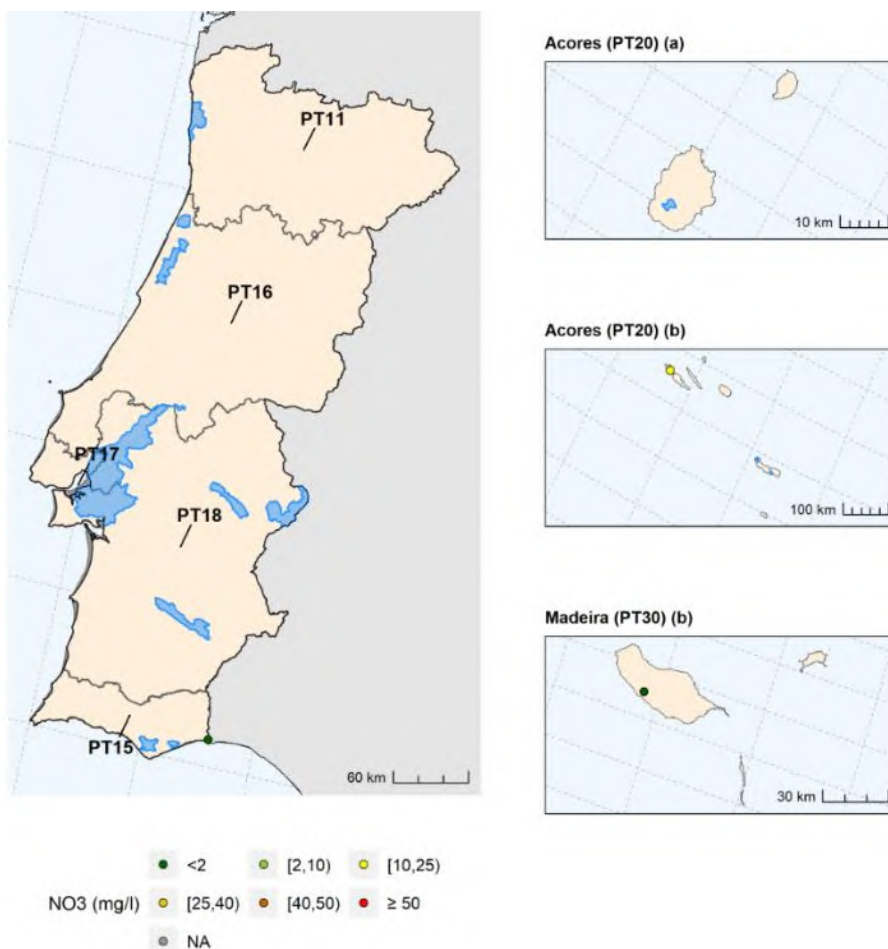 PT11
PT16
PT17
PT18
PT15
60 km
Acores (PT20) (a)
10 km
Acores (PT20) (b)
100 km
Madeira (PT30) (b)
30 km
NO3 (mg/l)
<2
[2,10)
[10,25)
[25,40)
[40,50)
≥ 50
NA